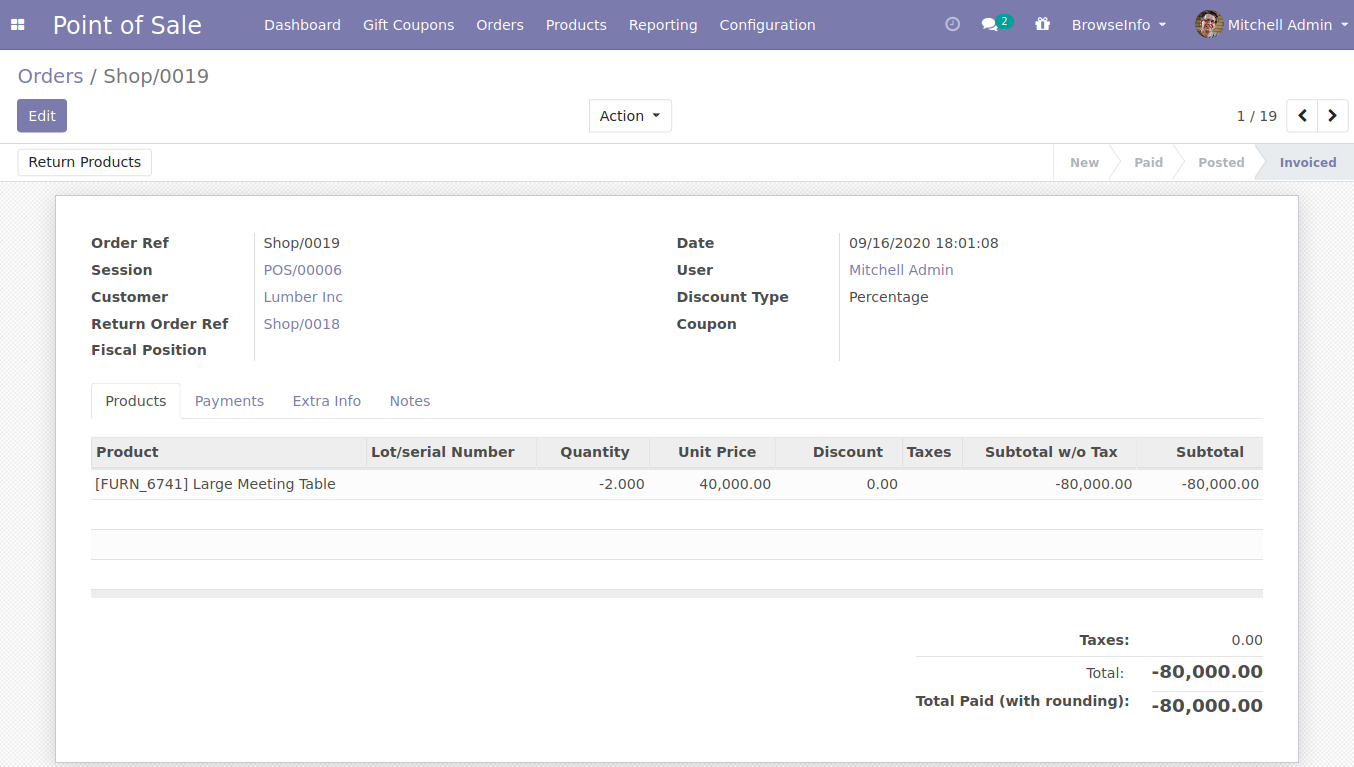 Point of Sale Dashboard Gift Coupons Orders Products Reporting Configuration 2 BrowseInfo Mitchell Admin
Orders / Shop/0019
Edit Action 1 / 19
Return Products New Paid Posted Invoiced
Order Ref Shop/0019 Date 09/16/2020 18:01:08
Session POS/00006 User Mitchell Admin
Customer Lumber Inc Discount Type Percentage
Return Order Ref Shop/0018 Coupon
Fiscal Position
Products Payments Extra Info Notes
Product Lot/serial Number Quantity Unit Price Discount Taxes Subtotal w/o Tax Subtotal
[FURN_6741] Large Meeting Table -2.000 40,000.00 0.00 -80,000.00 -80,000.00
Taxes: 0.00
Total: -80,000.00
Total Paid (with rounding): -80,000.00